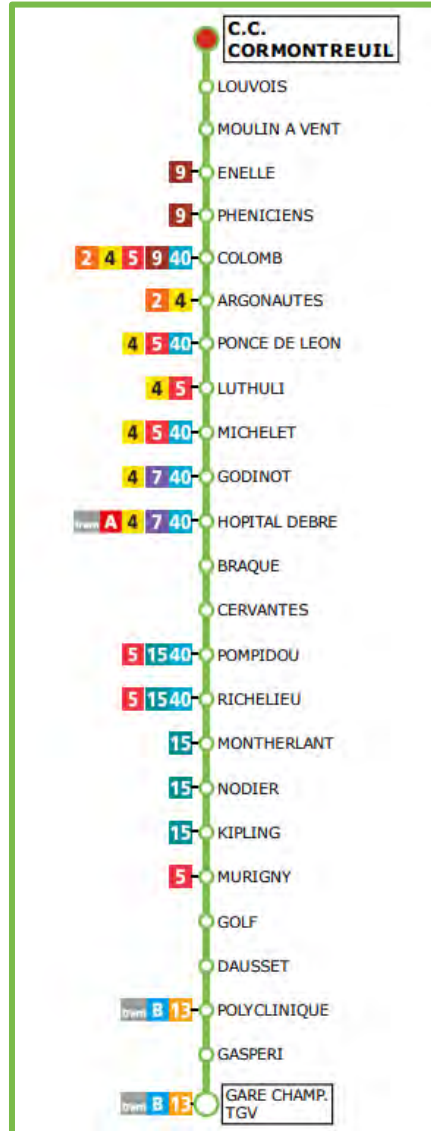 C.C.
CORMONTREUIL
LOUVOIS
MOULIN A VENT
9 ENELLE
9 PHENICIENS
2 4 5 9 40 COLOMB
2 4 ARGONAUTES
4 5 40 PONCE DE LEON
4 5 LUTHULI
4 5 40 MICHELET
4 7 40 GODINOT
tram A 4 7 40 HOPITAL DEBRE
BRAQUE
CERVANTES
5 15 40 POMPIDOU
5 15 40 RICHELIEU
15 MONTHERLANT
15 NODIER
15 KIPLING
5 MURIGNY
GOLF
DAUSSET
tram B 13 POLYCLINIQUE
GASPERI
tram B 13 GARE CHAMP.
TGV